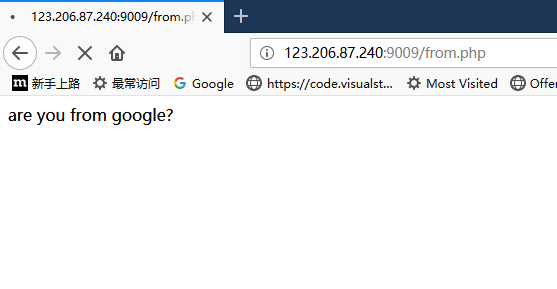 123.206.87.240:9009/from.ph
123.206.87.240:9009/from.php
新手上路 最常访问 Google https://code.visualst... Most Visited Offer
are you from google?